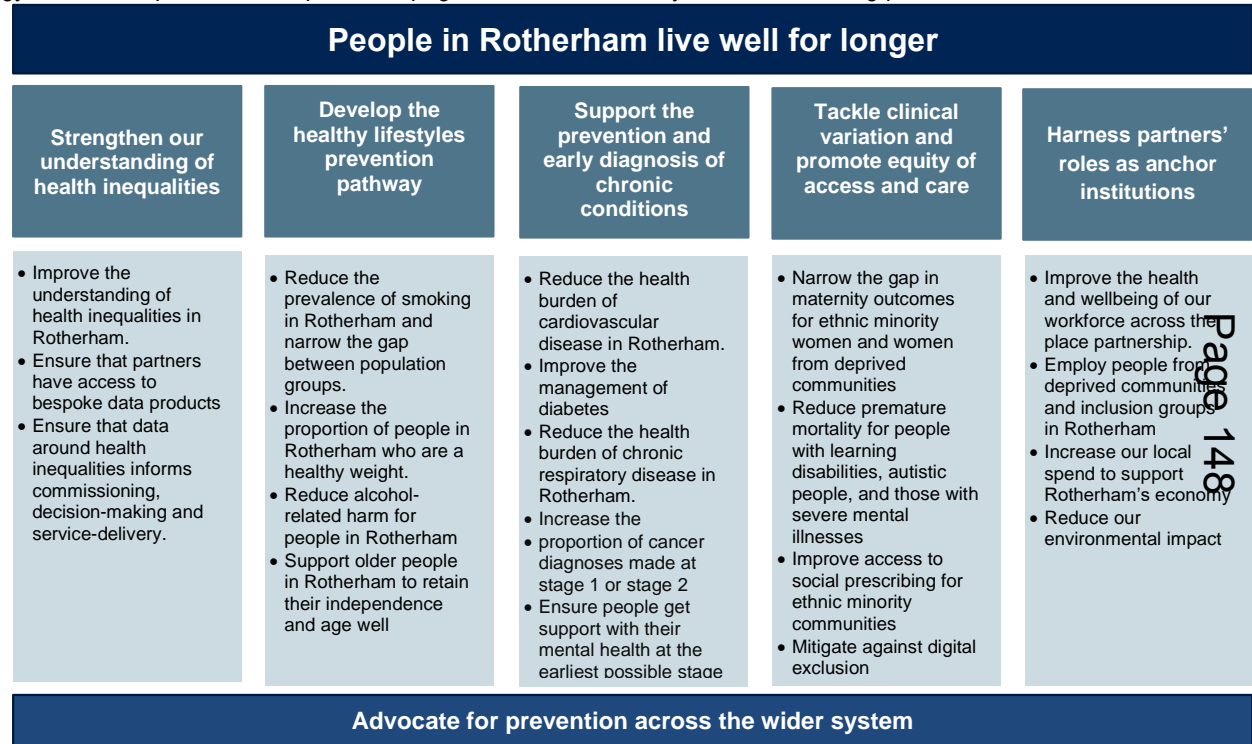 People in Rotherham live well for longer
Strengthen our
understanding of
health inequalities
• Improve the
understanding of
health inequalities in
Rotherham.
• Ensure that partners
have access to
bespoke data products
• Ensure that data
around health
inequalities informs
commissioning,
decision-making and
service-delivery.
Develop the
healthy lifestyles
prevention
pathway
• Reduce the
prevalence of smoking
in Rotherham and
narrow the gap
between population
groups.
• Increase the
proportion of people in
Rotherham who are a
healthy weight.
• Reduce alcohol-
related harm for
people in Rotherham
• Support older people
in Rotherham to retain
their independence
and age well
Support the
prevention and
early diagnosis of
chronic
conditions
• Reduce the health
burden of
cardiovascular
disease in Rotherham.
• Improve the
management of
diabetes
• Reduce the health
burden of chronic
respiratory disease in
Rotherham.
• Increase the
• proportion of cancer
diagnoses made at
stage 1 or stage 2
• Ensure people get
support with their
mental health at the
earliest possible stage
Tackle clinical
variation and
promote equity of
access and care
• Narrow the gap in
maternity outcomes
for ethnic minority
women and women
from deprived
communities
• Reduce premature
mortality for people
with learning
disabilities, autistic
people, and those with
severe mental
illnesses
• Improve access to
social prescribing for
ethnic minority
communities
• Mitigate against digital
exclusion
Harness partners’
roles as anchor
institutions
• Improve the health
and wellbeing of our
workforce across the
place partnership.
• Employ people from
deprived communities
and inclusion groups
in Rotherham
• Increase our local
spend to support
Rotherham’s economy
• Reduce our
environmental impact
Page 148
Advocate for prevention across the wider system